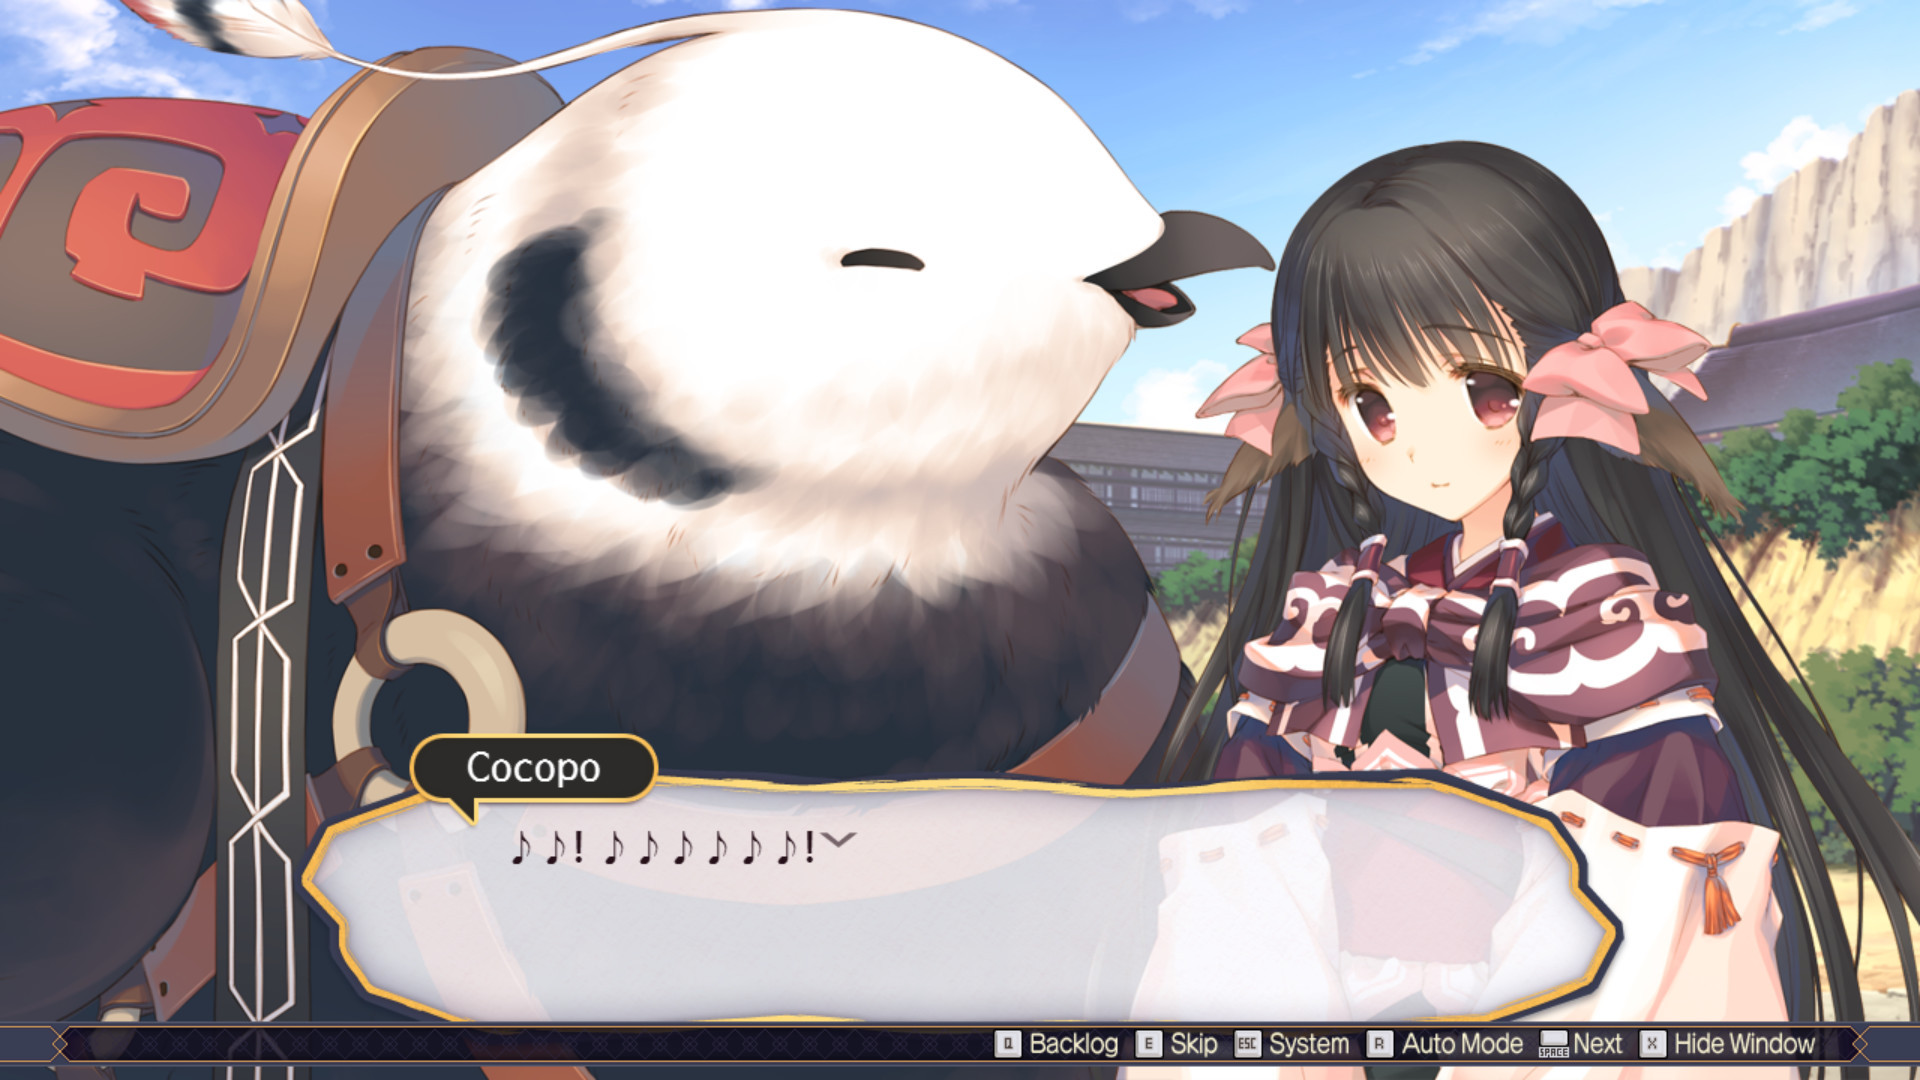 Cocopo
♪♪! ♪♪♪♪♪♪!
Q Backlog E Skip ESC System R Auto Mode SPACE Next X Hide Window